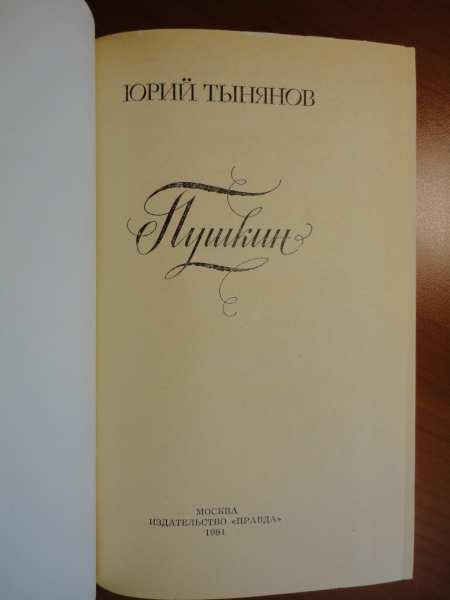 ЮРИЙ ТЫНЯНОВ
Пушкин
МОСКВА
ИЗДАТЕЛЬСТВО «ПРАВДА»
1981